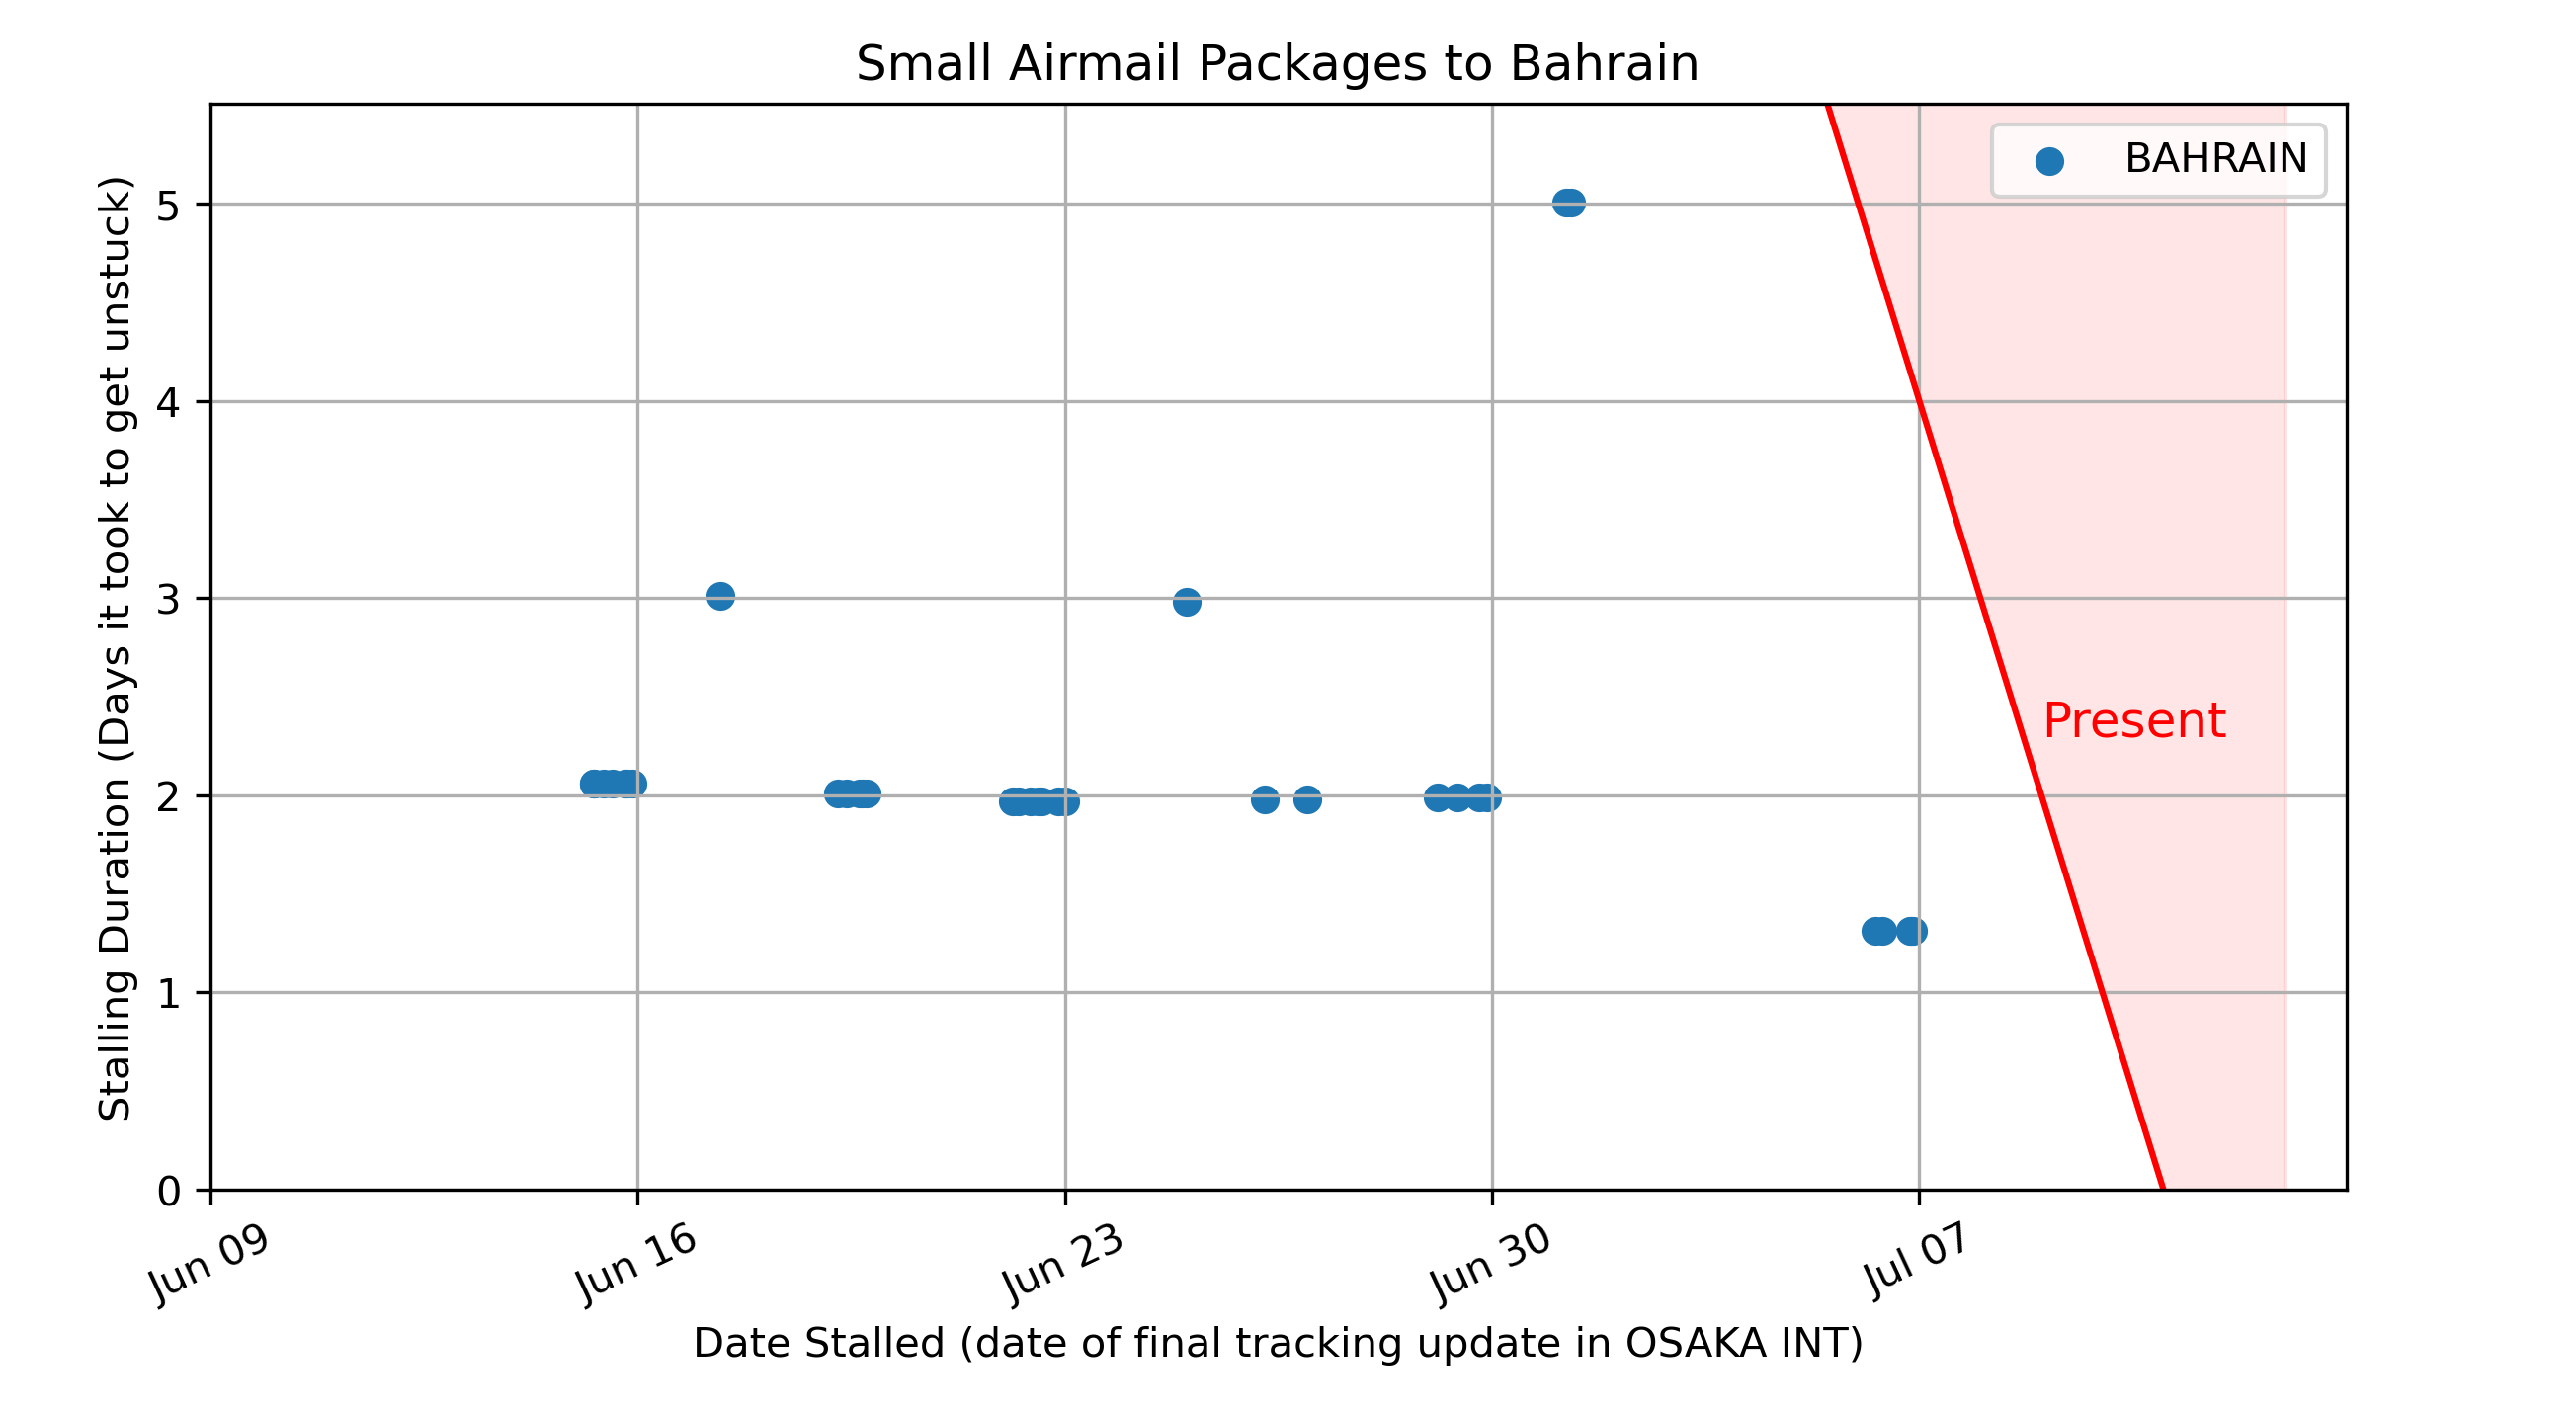 Small Airmail Packages to Bahrain
BAHRAIN
Present
Stalling Duration (Days it took to get unstuck)
5
4
3
2
1
0
Jun 09
Jun 16
Jun 23
Jun 30
Jul 07
Date Stalled (date of final tracking update in OSAKA INT)